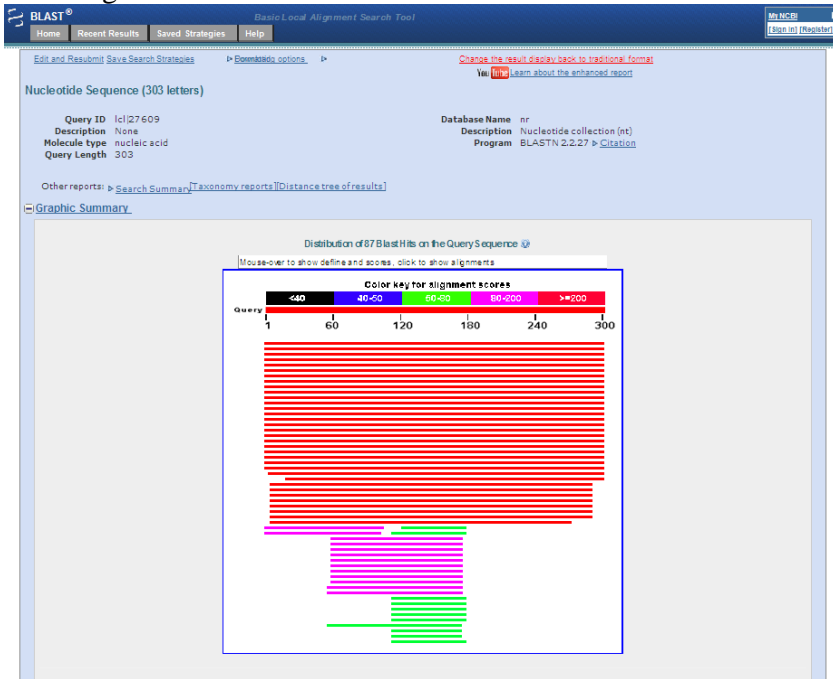 BLAST® Basic Local Alignment Search Tool My NCBI
Home Recent Results Saved Strategies Help [Sign in] [Register]
Edit and Resubmit Save Search Strategies options Change the result display back to traditional format
You Tube Learn about the enhanced report
Nucleotide Sequence (303 letters)
Query ID lcl|27609 Database Name nr
Description None Description Nucleotide collection (nt)
Molecule type nucleic acid Program BLASTN 2.2.27 Citation
Query Length 303
Other reports: Search Summary [Taxonomy reports] [Distance tree of results]
Graphic Summary
Distribution of 87 Blast Hits on the Query Sequence
Mouse-over to show defline and scores, click to show alignments
Color key for alignment scores
<40 40-50 50-80 80-200 >=200
Query
1 60 120 180 240 300